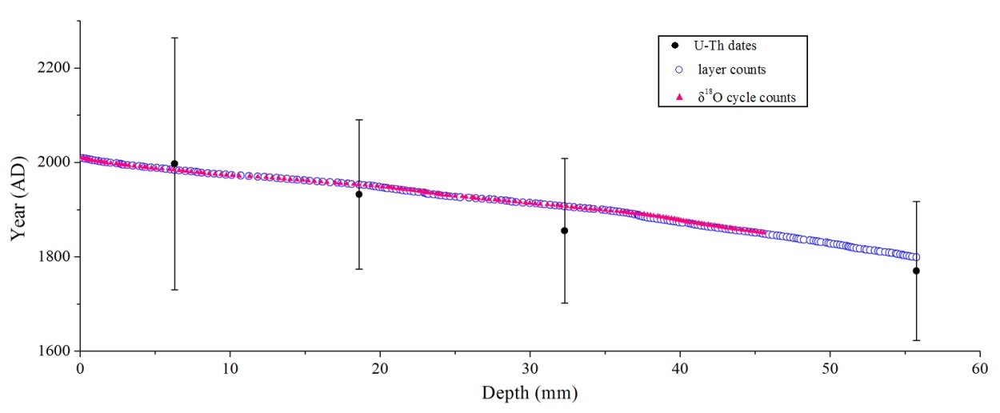 2200
2000
1800
1600
Year (AD)
U-Th dates
layer counts
δ¹⁸O cycle counts
0 10 20 30 40 50 60
Depth (mm)